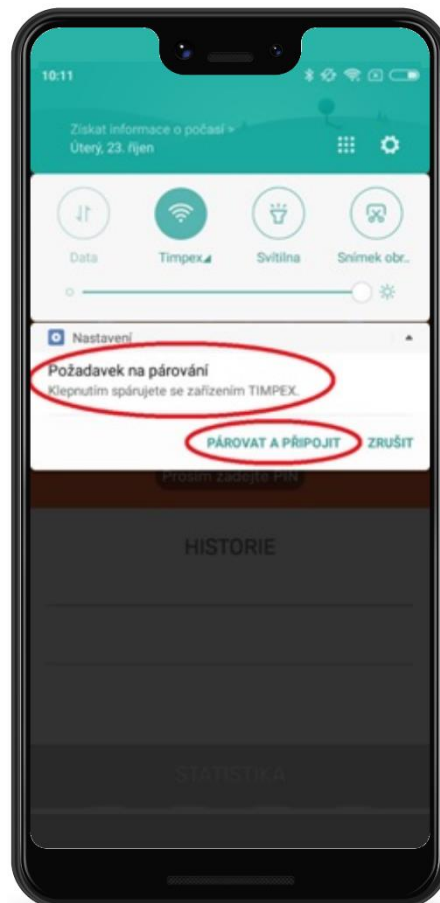 10:11
Získat informace o počasí >
Úterý, 23. říjen
Data
Timpex
Svítilna
Snímek obr..
Nastavení
Požadavek na párování
Klepnutím spárujete se zařízením TIMPEX.
PÁROVAT A PŘIPOJIT ZRUŠIT
Prosím zadejte PIN
HISTORIE
STATISTIKA